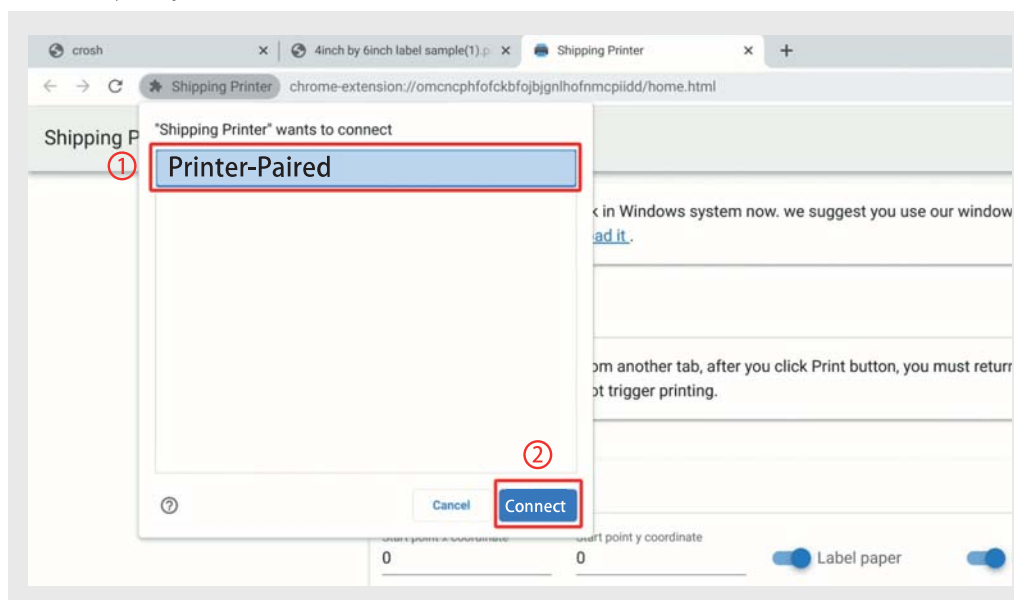 crosh
4inch by 6inch label sample(1).p
Shipping Printer
Shipping Printer chrome-extension://omcncphfofckbfojbjgnlhofnmcpiidd/home.html
Shipping P
"Shipping Printer" wants to connect
① Printer-Paired
k in Windows system now. we suggest you use our window
ad it .
om another tab, after you click Print button, you must return
ot trigger printing.
②
Cancel
Connect
Start point x coordinate
Start point y coordinate
0
0
Label paper